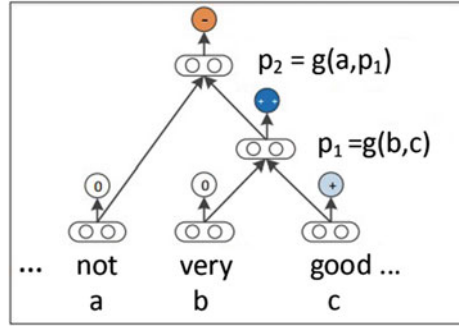 -
p₂ = g(a,p₁)
+ +
p₁ =g(b,c)
0 0 +
... not very good ...
a b c